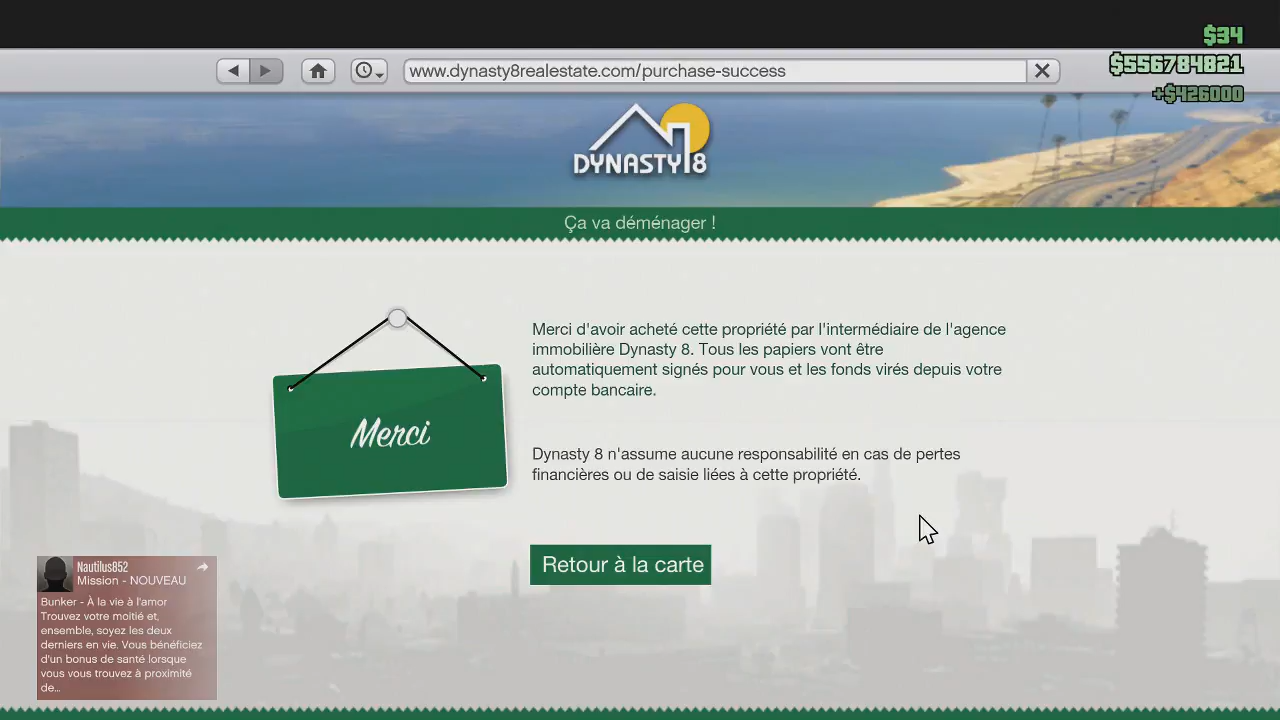 $34
www.dynasty8realestate.com/purchase-success
$556784821
+$426000
DYNASTY 8
Ça va déménager !
Merci d'avoir acheté cette propriété par l'intermédiaire de l'agence
immobilière Dynasty 8. Tous les papiers vont être
automatiquement signés pour vous et les fonds virés depuis votre
compte bancaire.
Merci
Dynasty 8 n'assume aucune responsabilité en cas de pertes
financières ou de saisie liées à cette propriété.
Retour à la carte
Nautilus852
Mission - NOUVEAU
Bunker - À la vie à l'amor
Trouvez votre moitié et,
ensemble, soyez les deux
derniers en vie. Vous bénéficiez
d'un bonus de santé lorsque
vous vous trouvez à proximité
de...